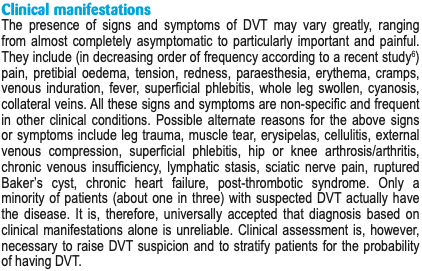 Clinical manifestations
The presence of signs and symptoms of DVT may vary greatly, ranging
from almost completely asymptomatic to particularly important and painful.
They include (in decreasing order of frequency according to a recent study⁶)
pain, pretibial oedema, tension, redness, paraesthesia, erythema, cramps,
venous induration, fever, superficial phlebitis, whole leg swollen, cyanosis,
collateral veins. All these signs and symptoms are non-specific and frequent
in other clinical conditions. Possible alternate reasons for the above signs
or symptoms include leg trauma, muscle tear, erysipelas, cellulitis, external
venous compression, superficial phlebitis, hip or knee arthrosis/arthritis,
chronic venous insufficiency, lymphatic stasis, sciatic nerve pain, ruptured
Baker's cyst, chronic heart failure, post-thrombotic syndrome. Only a
minority of patients (about one in three) with suspected DVT actually have
the disease. It is, therefore, universally accepted that diagnosis based on
clinical manifestations alone is unreliable. Clinical assessment is, however,
necessary to raise DVT suspicion and to stratify patients for the probability
of having DVT.